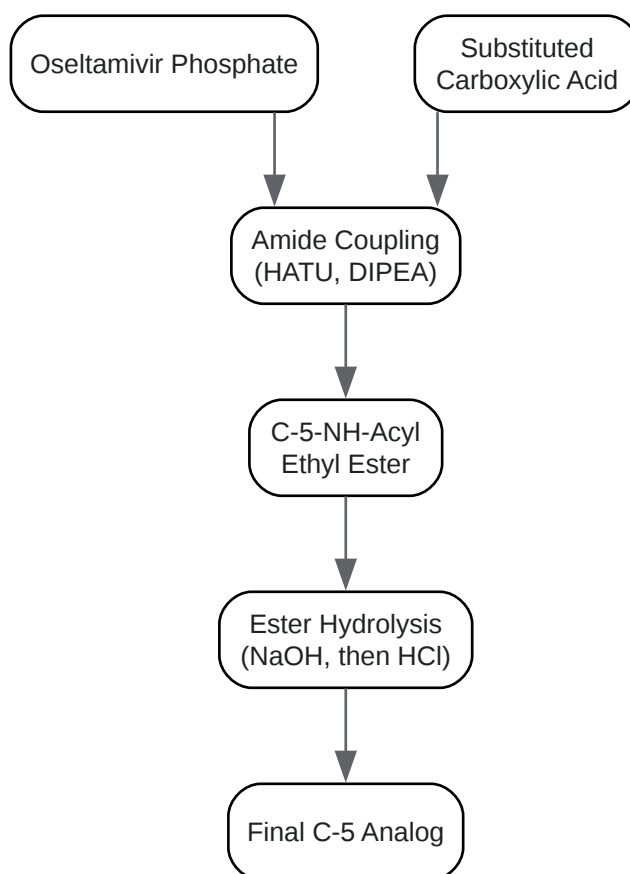 Oseltamivir Phosphate
Substituted
Carboxylic Acid
Amide Coupling
(HATU, DIPEA)
C-5-NH-Acyl
Ethyl Ester
Ester Hydrolysis
(NaOH, then HCl)
Final C-5 Analog